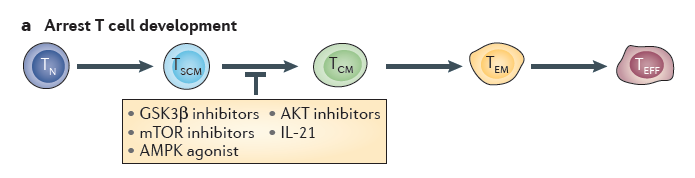 a Arrest T cell development
TN TSCM TCM TEM TEFF
• GSK3β inhibitors • AKT inhibitors
• mTOR inhibitors • IL-21
• AMPK agonist